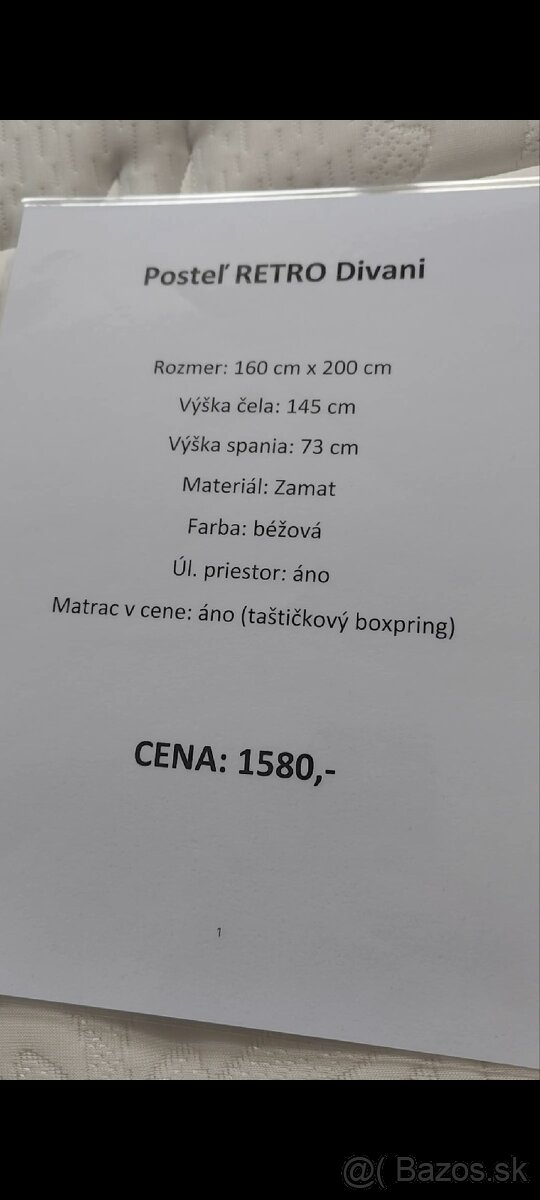 Posteľ RETRO Divani
Rozmer: 160 cm x 200 cm
Výška čela: 145 cm
Výška spania: 73 cm
Materiál: Zamat
Farba: béžová
Úl. priestor: áno
Matrac v cene: áno (taštičkový boxpring)
CENA: 1580,-
1
@( Bazos.sk